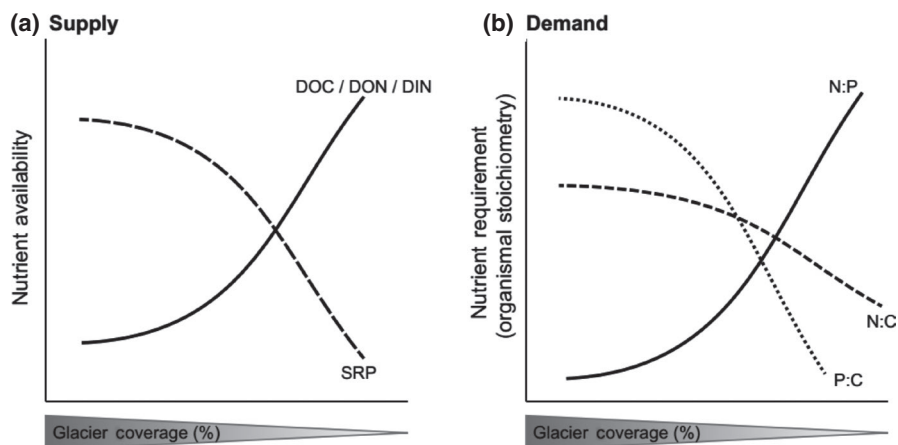 (a) Supply
Nutrient availability
DOC / DON / DIN
SRP
Glacier coverage (%)
(b) Demand
Nutrient requirement
(organismal stoichiometry)
N:P
N:C
P:C
Glacier coverage (%)